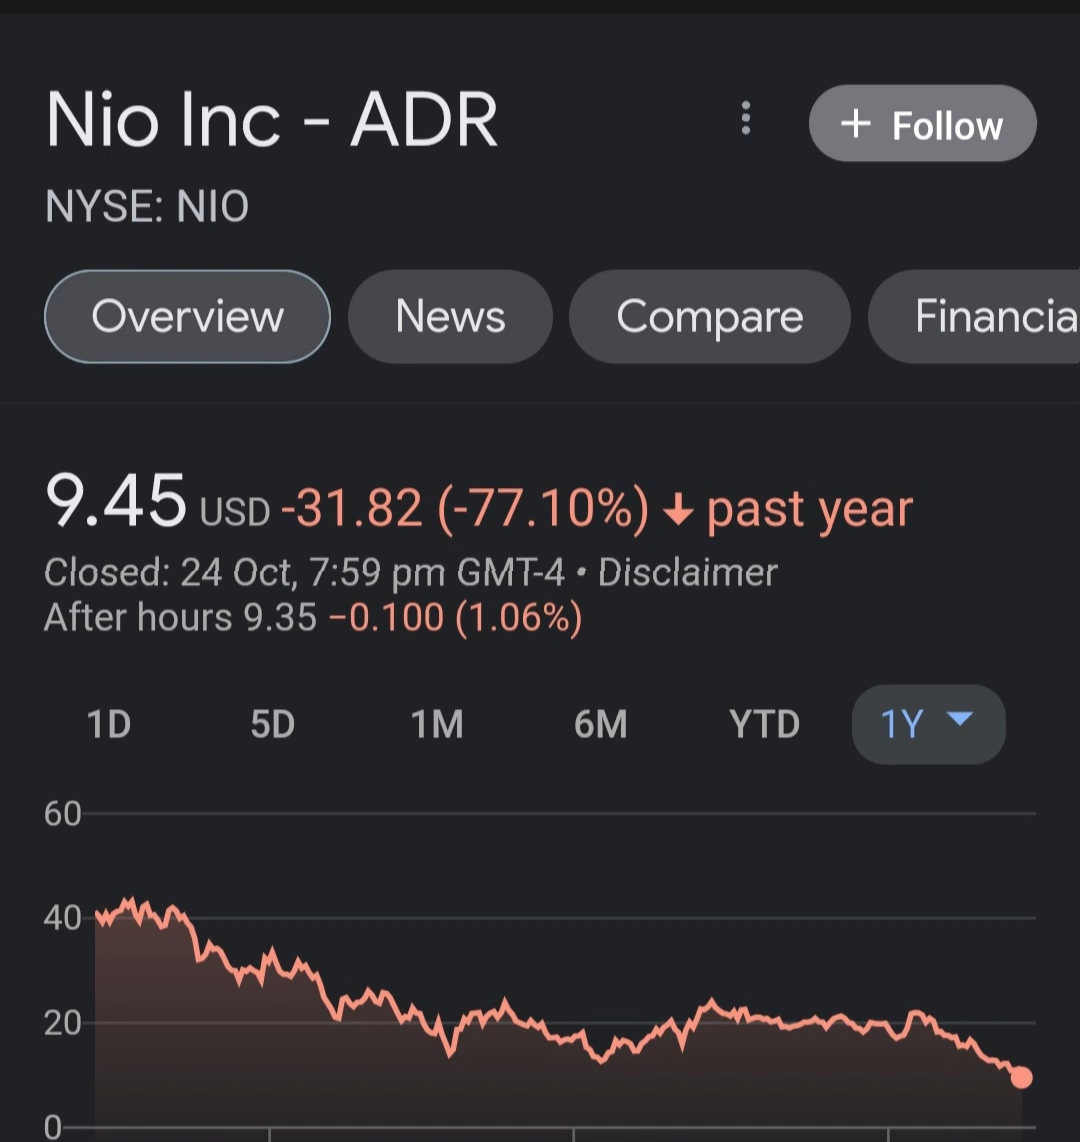 Nio Inc - ADR
+ Follow
NYSE: NIO
Overview News Compare Financia
9.45 USD -31.82 (-77.10%) ↓ past year
Closed: 24 Oct, 7:59 pm GMT-4 • Disclaimer
After hours 9.35 −0.100 (1.06%)
1D 5D 1M 6M YTD 1Y
60
40
20
0